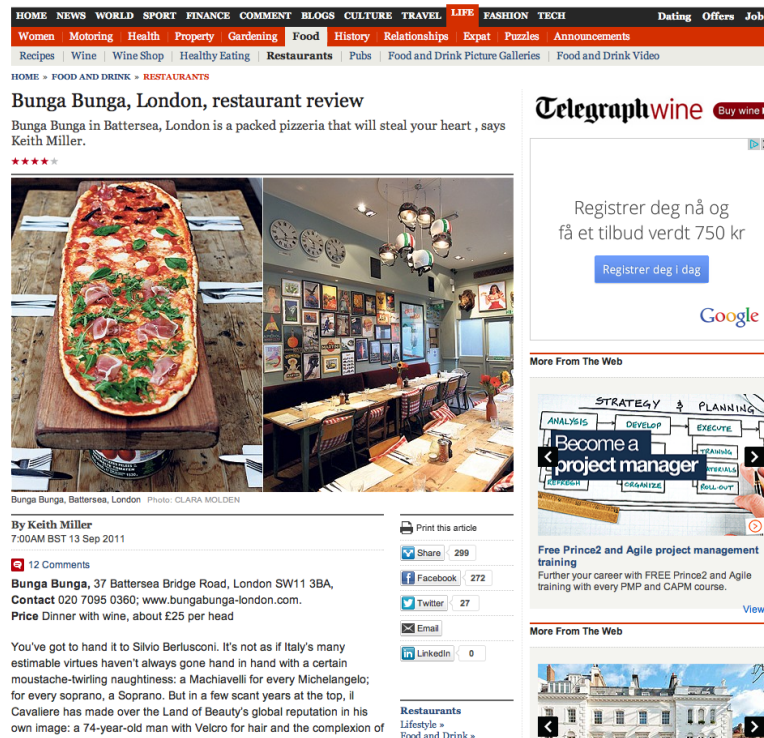 HOME NEWS WORLD SPORT FINANCE COMMENT BLOGS CULTURE TRAVEL LIFE FASHION TECH Dating Offers Job
Women Motoring Health Property Gardening Food History Relationships Expat Puzzles Announcements
Recipes Wine Wine Shop Healthy Eating Restaurants Pubs Food and Drink Picture Galleries Food and Drink Video
HOME » FOOD AND DRINK » RESTAURANTS
Bunga Bunga, London, restaurant review
Bunga Bunga in Battersea, London is a packed pizzeria that will steal your heart , says
Keith Miller.
Bunga Bunga, Battersea, London Photo: CLARA MOLDEN
By Keith Miller
7:00AM BST 13 Sep 2011
12 Comments
Bunga Bunga, 37 Battersea Bridge Road, London SW11 3BA,
Contact 020 7095 0360; www.bungabunga-london.com.
Price Dinner with wine, about £25 per head
You've got to hand it to Silvio Berlusconi. It's not as if Italy's many
estimable virtues haven't always gone hand in hand with a certain
moustache-twirling naughtiness: a Machiavelli for every Michelangelo;
for every soprano, a Soprano. But in a few scant years at the top, il
Cavaliere has made over the Land of Beauty's global reputation in his
own image: a 74-year-old man with Velcro for hair and the complexion of
Print this article
Share 299
Facebook 272
Twitter 27
Email
in LinkedIn 0
Restaurants
Lifestyle »
Food and Drink »
Telegraph wine Buy wine
Registrer deg nå og
få et tilbud verdt 750 kr
Registrer deg i dag
Google
More From The Web
STRATEGY & PLANNING
ANALYSIS DEVELOP EXECUTE
TRAINING
MATERIALS
REFRESH ORGANIZE ROLL-OUT
Become a
project manager
Free Prince2 and Agile project management
training
Further your career with FREE Prince2 and Agile
training with every PMP and CAPM course.
View
More From The Web